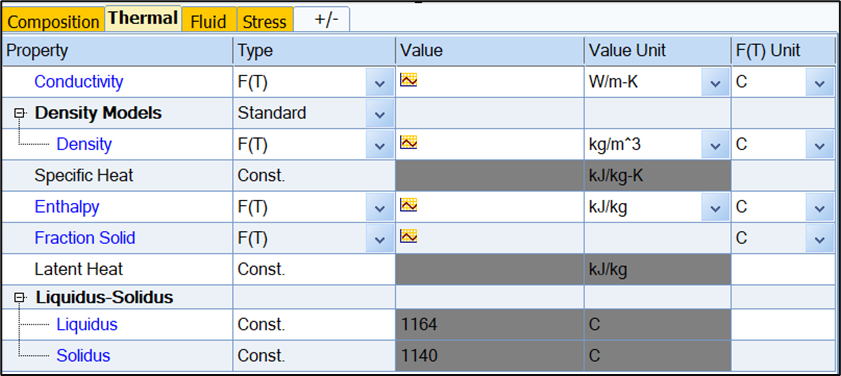 Composition Thermal Fluid Stress +/-
Property Type Value Value Unit F(T) Unit
Conductivity F(T) W/m-K C
Density Models Standard
Density F(T) kg/m^3 C
Specific Heat Const. kJ/kg-K
Enthalpy F(T) kJ/kg C
Fraction Solid F(T) C
Latent Heat Const. kJ/kg
Liquidus-Solidus
Liquidus Const. 1164 C
Solidus Const. 1140 C